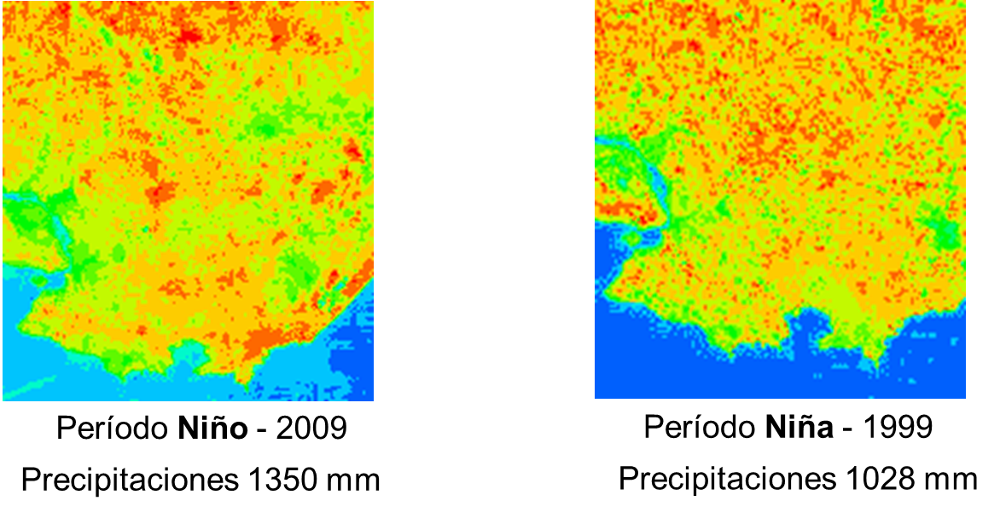 Período Niño - 2009
Precipitaciones 1350 mm
Período Niña - 1999
Precipitaciones 1028 mm